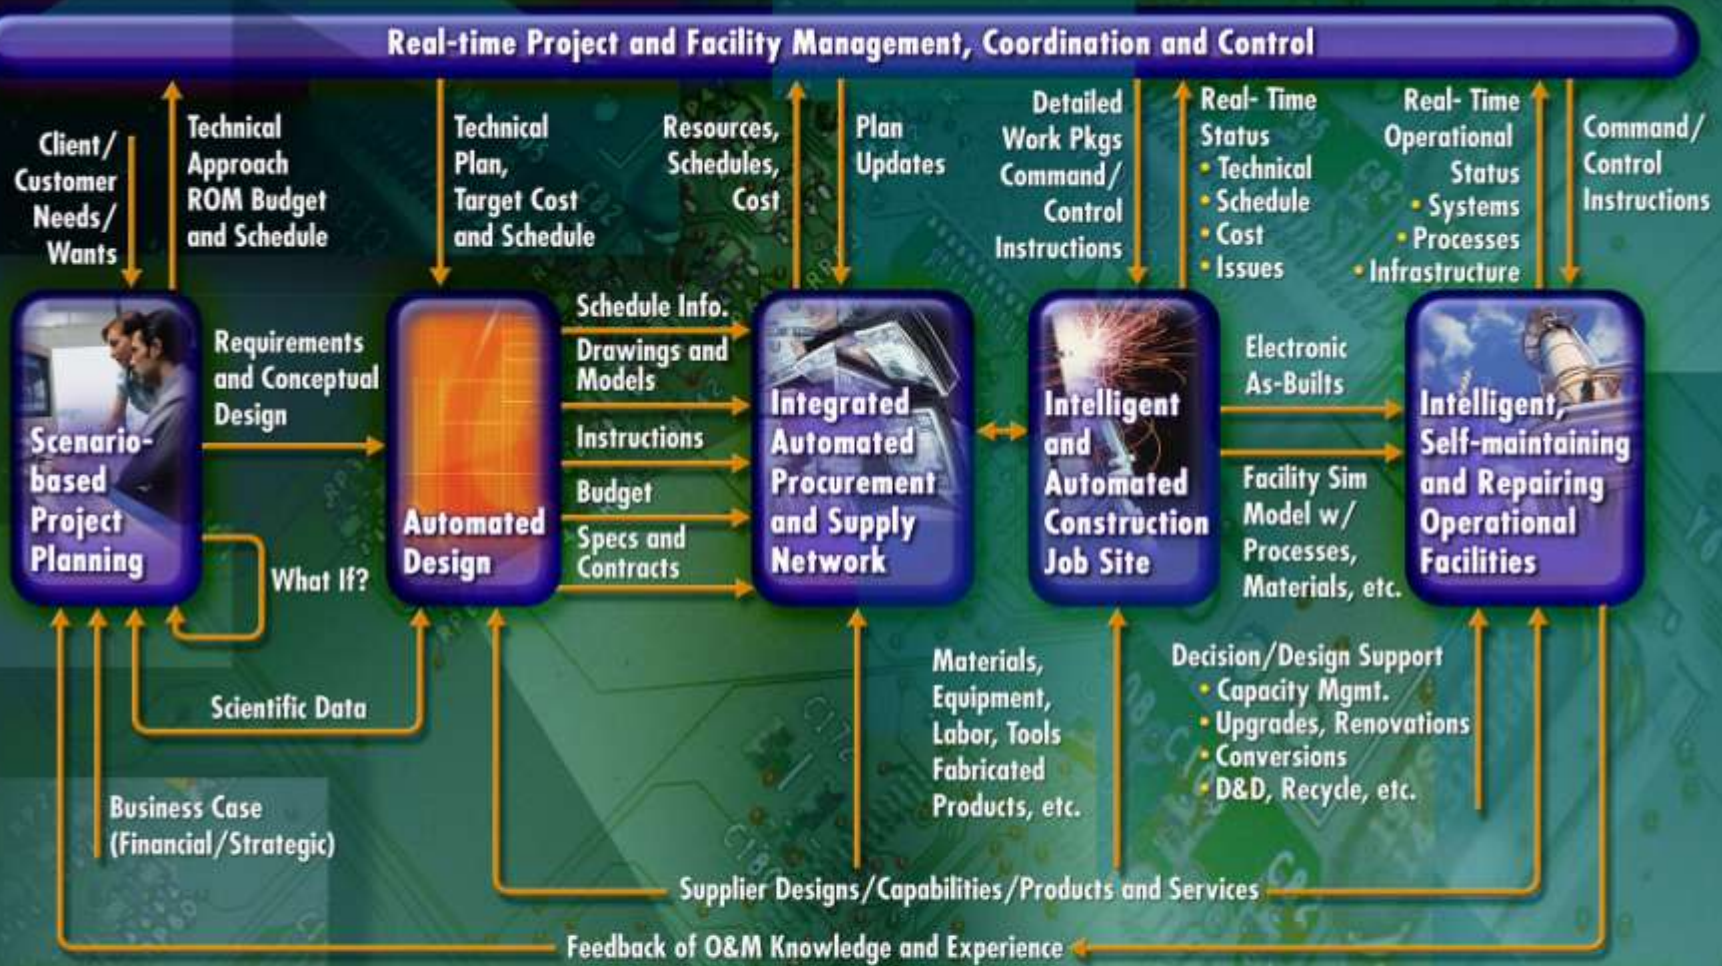 Real-time Project and Facility Management, Coordination and Control
Client/
Customer
Needs/
Wants
Technical
Approach
ROM Budget
and Schedule
Technical
Plan,
Target Cost
and Schedule
Resources,
Schedules,
Cost
Plan
Updates
Detailed
Work Pkgs
Command/
Control
Instructions
Real- Time
Status
• Technical
• Schedule
• Cost
• Issues
Real- Time
Operational
Status
• Systems
• Processes
• Infrastructure
Command/
Control
Instructions
Scenario-
based
Project
Planning
Requirements
and Conceptual
Design
What If?
Automated
Design
Schedule Info.
Drawings and
Models
Instructions
Budget
Specs and
Contracts
Integrated
Automated
Procurement
and Supply
Network
Intelligent
and
Automated
Construction
Job Site
Electronic
As-Builts
Facility Sim
Model w/
Processes,
Materials, etc.
Intelligent,
Self-maintaining
and Repairing
Operational
Facilities
Scientific Data
Business Case
(Financial/Strategic)
Materials,
Equipment,
Labor, Tools
Fabricated
Products, etc.
Decision/Design Support
• Capacity Mgmt.
• Upgrades, Renovations
• Conversions
• D&D, Recycle, etc.
Supplier Designs/Capabilities/Products and Services
Feedback of O&M Knowledge and Experience